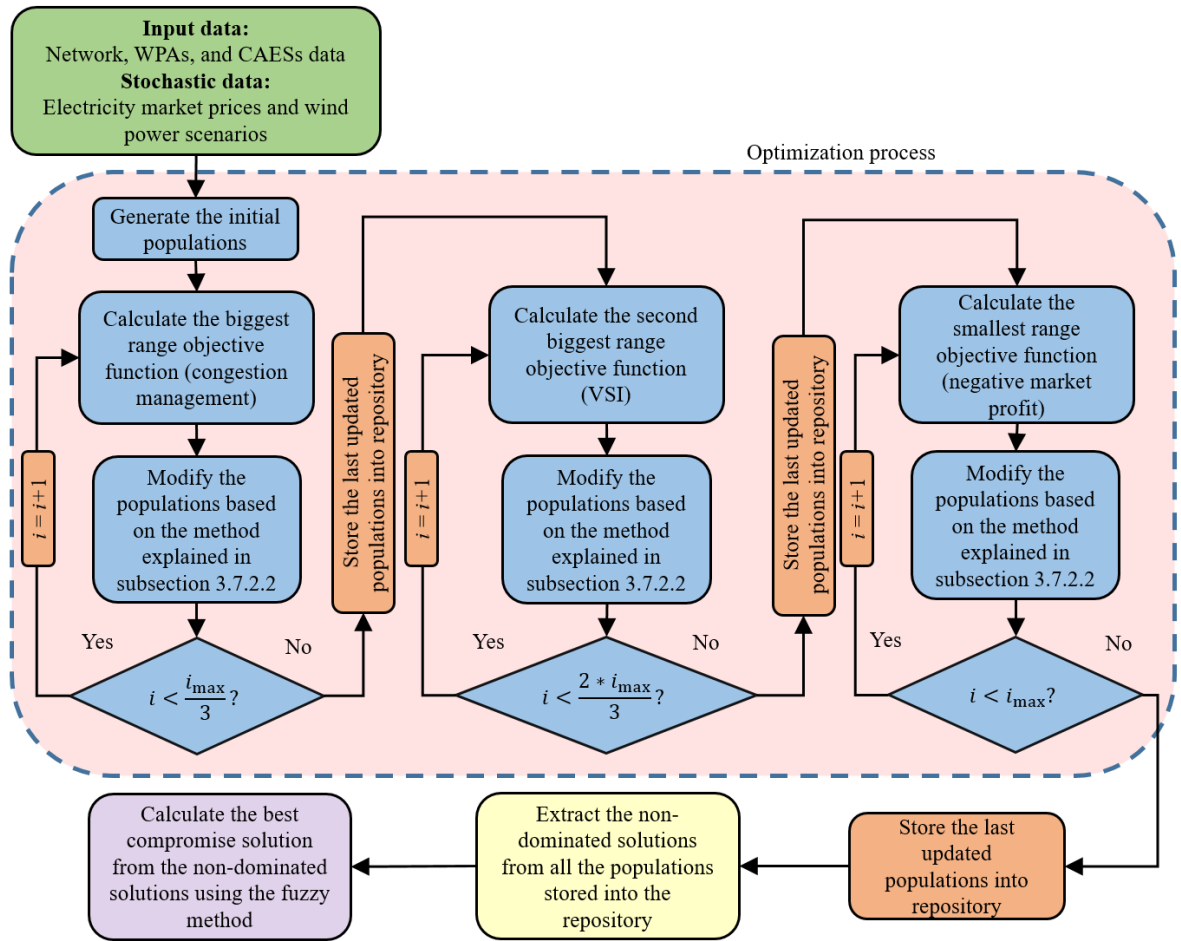 Input data:
Network, WPAs, and CAESs data
Stochastic data:
Electricity market prices and wind
power scenarios
Optimization process
Generate the initial
populations
Calculate the biggest
range objective
function (congestion
management)
i = i+1
Modify the
populations based
on the method
explained in
subsection 3.7.2.2
Yes
No
i < i_max/3?
Store the last updated
populations into repository
Calculate the second
biggest range
objective function
(VSI)
i = i+1
Modify the
populations based
on the method
explained in
subsection 3.7.2.2
Yes
No
i < 2 * i_max/3?
Store the last updated
populations into repository
Calculate the
smallest range
objective function
(negative market
profit)
i = i+1
Modify the
populations based
on the method
explained in
subsection 3.7.2.2
Yes
No
i < i_max?
Store the last
updated
populations into
repository
Extract the non-
dominated solutions
from all the populations
stored into the
repository
Calculate the best
compromise solution
from the non-dominated
solutions using the fuzzy
method